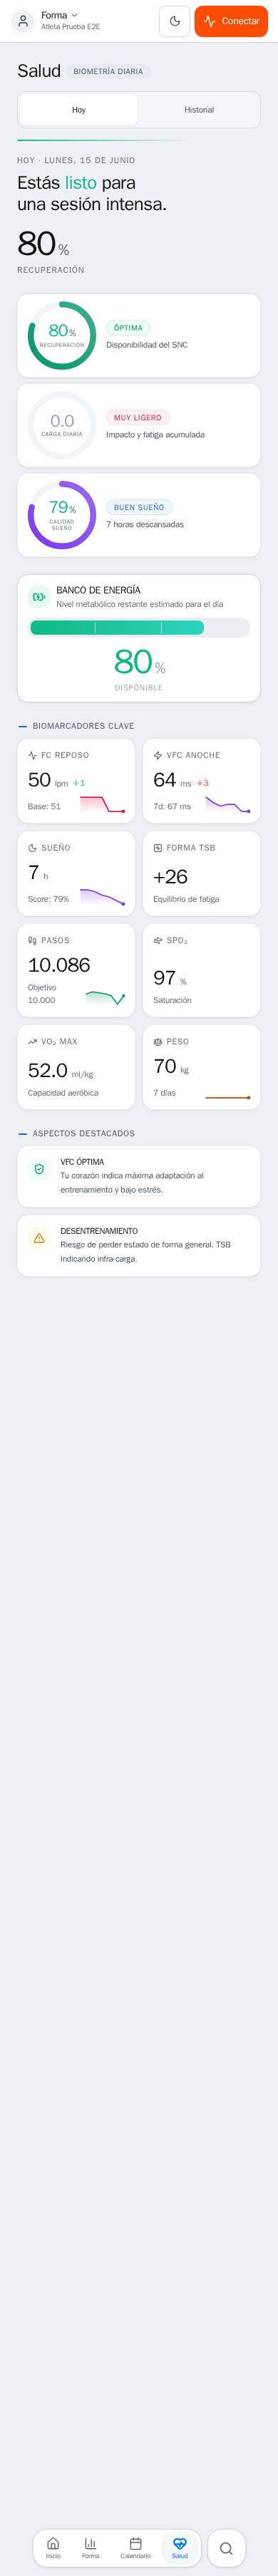 Forma
Atleta Prueba E2E
Conectar
Salud
BIOMETRÍA DIARIA
Hoy
Historial
HOY · LUNES, 15 DE JUNIO
Estás listo para
una sesión intensa.
80%
RECUPERACIÓN
80%
RECUPERACIÓN
ÓPTIMA
Disponibilidad del SNC
0.0
CARGA DIARIA
MUY LIGERO
Impacto y fatiga acumulada
79%
CALIDAD
SUEÑO
BUEN SUEÑO
7 horas descansadas
BANCO DE ENERGÍA
Nivel metabólico restante estimado para el día
80%
DISPONIBLE
BIOMARCADORES CLAVE
FC REPOSO
50 lpm ↓1
Base: 51
VFC ANOCHE
64 ms ↓3
7d: 67 ms
SUEÑO
7 h
Score: 79%
FORMA TSB
+26
Equilibrio de fatiga
PASOS
10.086
Objetivo
10.000
SPO₂
97 %
Saturación
VO₂ MAX
52.0 ml/kg
Capacidad aeróbica
PESO
70 kg
7 días
ASPECTOS DESTACADOS
VFC ÓPTIMA
Tu corazón indica máxima adaptación al
entrenamiento y bajo estrés.
DESENTRENAMIENTO
Riesgo de perder estado de forma general. TSB
indicando infra-carga.
Inicio
Forma
Calendario
Salud